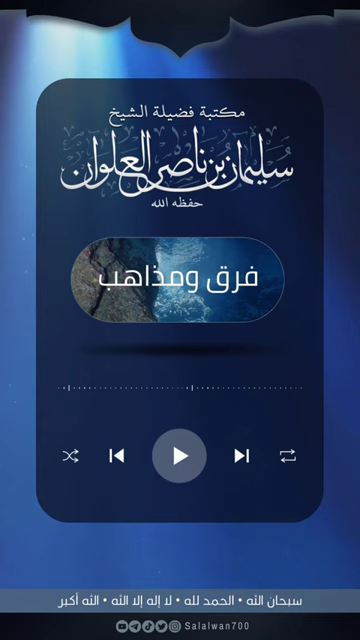 مكتبة فضيلة الشيخ
سليمان بن ناصر العلوان
حفظه الله
فرق ومذاهب
سبحان الله • الحمد لله • لا إله إلا الله • الله أكبر
Salalwan700